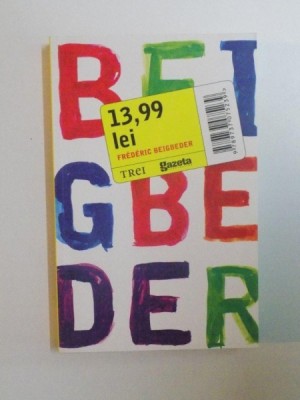 BEI
13,99
lei
FRÉDÉRIC BEIGBEDER
TREI gazeta
GBE
DER